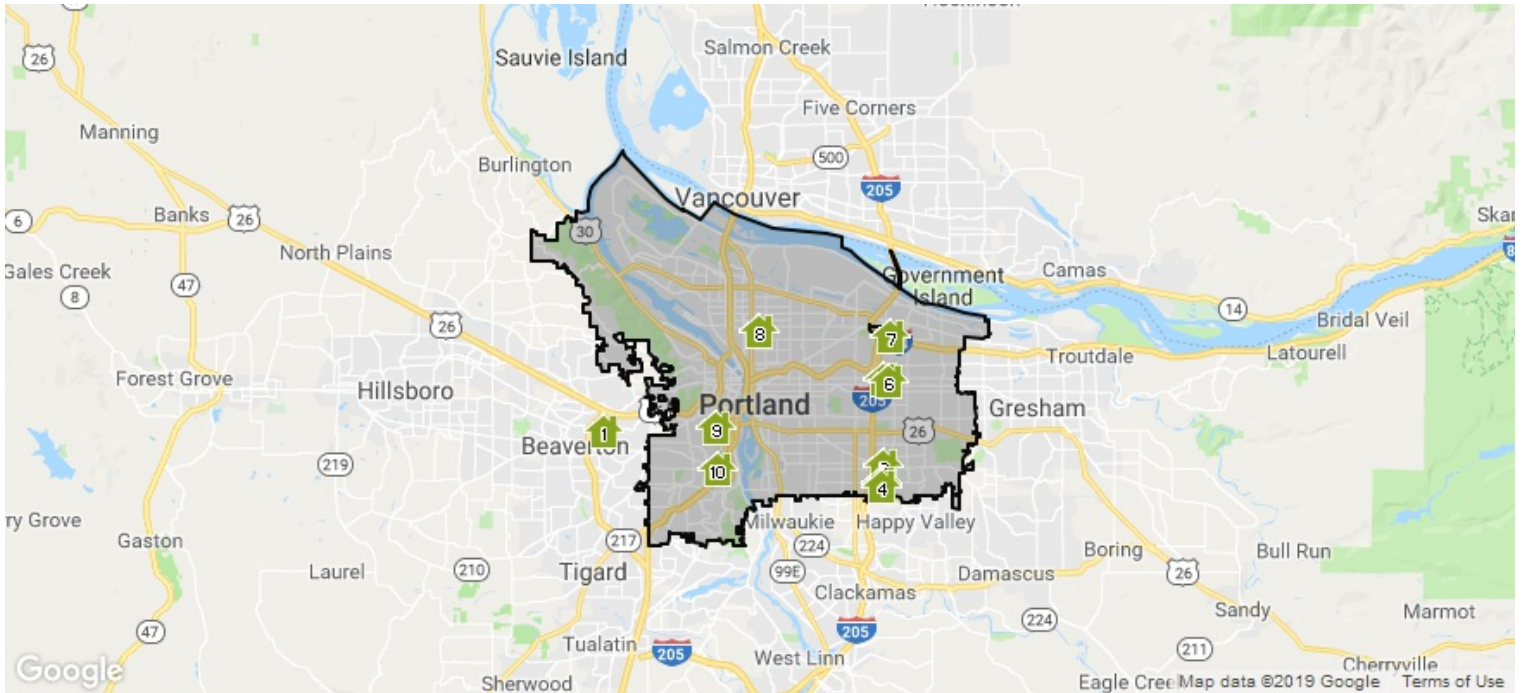 26
Sauvie Island
Salmon Creek
Five Corners
Manning
Burlington
500
205
Vancouver
Banks
26
6
30
North Plains
Gales Creek
8
47
Government
Island
Camas
14
Bridal Veil
26
8
7
Troutdale
Latourell
Forest Grove
Hillsboro
6
205
Portland
Gresham
1
9
26
Beaverton
219
10
4
Milwaukie
Happy Valley
Gaston
217
224
Boring
Bull Run
Laurel
210
Tigard
99E
Damascus
26
Clackamas
Sandy
Marmot
47
224
Tualatin
205
205
West Linn
211
Cherryville
Google
Sherwood
Map data ©2019 Google
Terms of Use